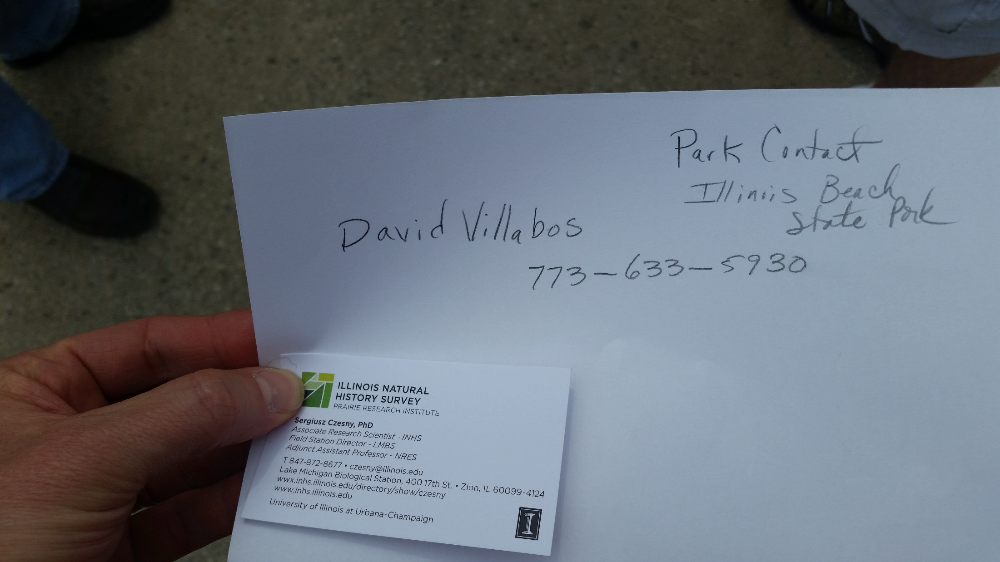 Park Contact
Illiniis Beach
State Park
David Villabos
773-633-5930
ILLINOIS NATURAL
HISTORY SURVEY
PRAIRIE RESEARCH INSTITUTE
Sergiusz Czesny, PhD
Associate Research Scientist - INHS
Field Station Director - LMBS
Adjunct Assistant Professor - NRES
T 847-872-8677 • czesny@illinois.edu
Lake Michigan Biological Station, 400 17th St. • Zion, IL 60099-4124
wwx.inhs.illinois.edu/directory/show/czesny
www.inhs.illinois.edu
University of Illinois at Urbana-Champaign
I